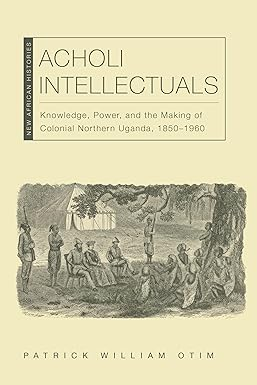 NEW AFRICAN HISTORIES
ACHOLI
INTELLECTUALS
Knowledge, Power, and the Making of
Colonial Northern Uganda, 1850–1960
PATRICK WILLIAM OTIM